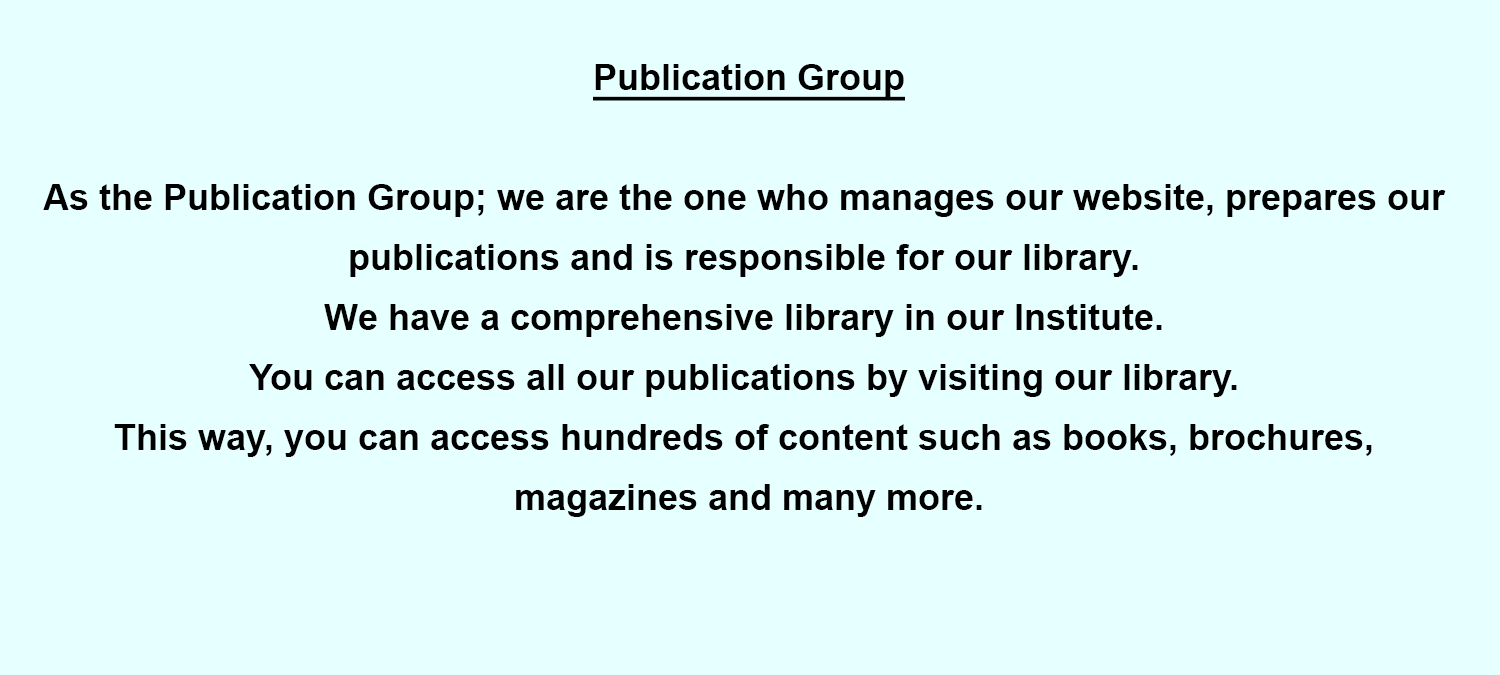 Publication Group
As the Publication Group; we are the one who manages our website, prepares our
publications and is responsible for our library.
We have a comprehensive library in our Institute.
You can access all our publications by visiting our library.
This way, you can access hundreds of content such as books, brochures,
magazines and many more.